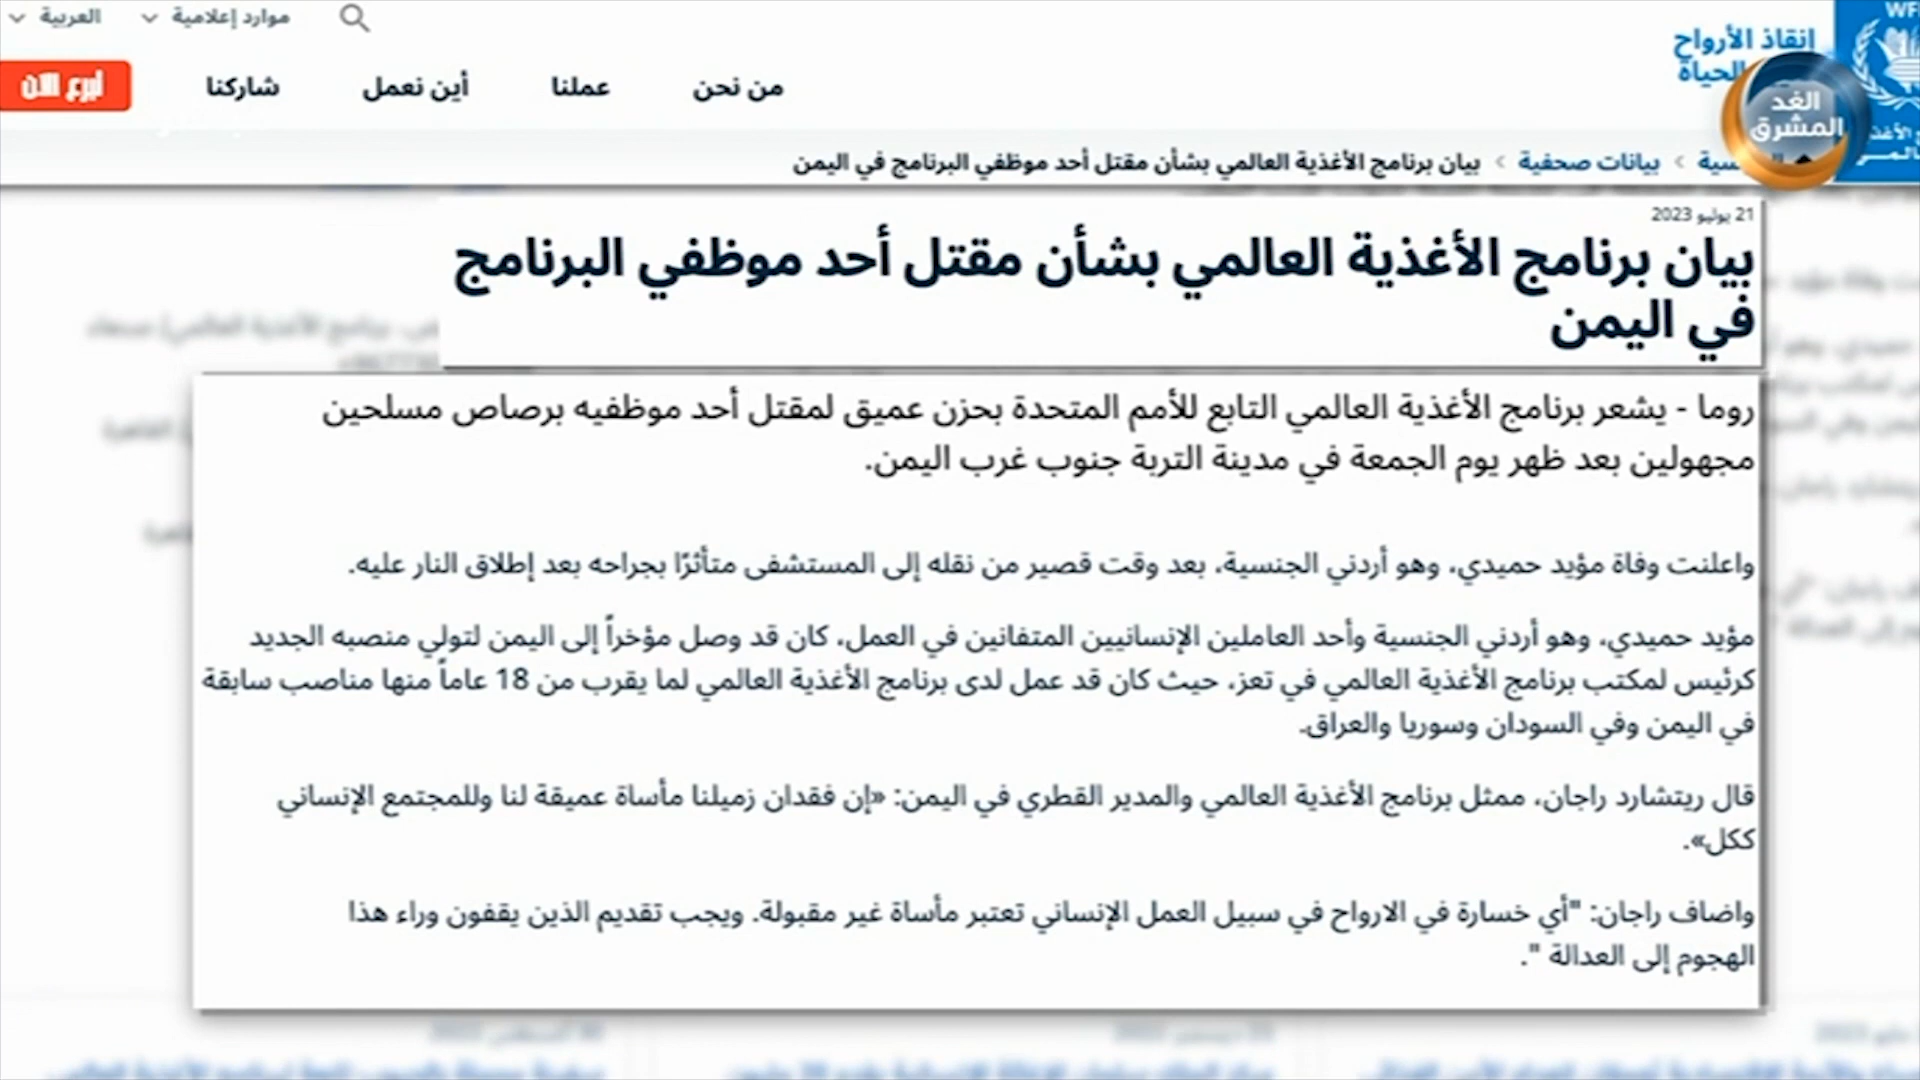 موارد إعلامية
العربية
WFP
انقاذ الأرواح
الحياة
من نحن
عملنا
أين نعمل
شاركنا
تبرع الآن
الغد
المشرق
بيانات صحفية › بيان برنامج الأغذية العالمي بشأن مقتل أحد موظفي البرنامج في اليمن
21 يوليو 2023
بيان برنامج الأغذية العالمي بشأن مقتل أحد موظفي البرنامج
في اليمن
روما - يشعر برنامج الأغذية العالمي التابع للأمم المتحدة بحزن عميق لمقتل أحد موظفيه برصاص مسلحين
مجهولين بعد ظهر يوم الجمعة في مدينة التربة جنوب غرب اليمن.
واعلنت وفاة مؤيد حميدي، وهو أردني الجنسية، بعد وقت قصير من نقله إلى المستشفى متأثرًا بجراحه بعد إطلاق النار عليه.
مؤيد حميدي، وهو أردني الجنسية وأحد العاملين الإنسانيين المتفانين في العمل، كان قد وصل مؤخراً إلى اليمن لتولي منصبه الجديد
كرئيس لمكتب برنامج الأغذية العالمي في تعز، حيث كان قد عمل لدى برنامج الأغذية العالمي لما يقرب من 18 عاماً منها مناصب سابقة
في اليمن وفي السودان وسوريا والعراق.
قال ريتشارد راجان، ممثل برنامج الأغذية العالمي والمدير القطري في اليمن: «إن فقدان زميلنا مأساة عميقة لنا وللمجتمع الإنساني
ككل».
واضاف راجان: "أي خسارة في الارواح في سبيل العمل الإنساني تعتبر مأساة غير مقبولة. ويجب تقديم الذين يقفون وراء هذا
الهجوم إلى العدالة ".